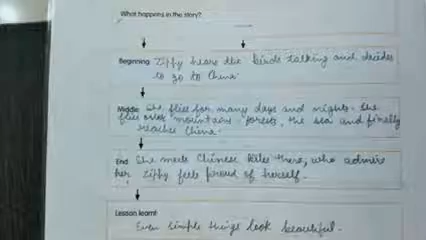 What happens in the story?
Beginning Zippy hears the birds talking and decides
to go to China.
Middle She flies for many days and nights. She
flies over mountains forests, the sea and finally
reaches China.
End She meets Chinese kites there, who admire
her Zippy feels proud of herself.
Lesson learnt
Even simple things look beautiful.